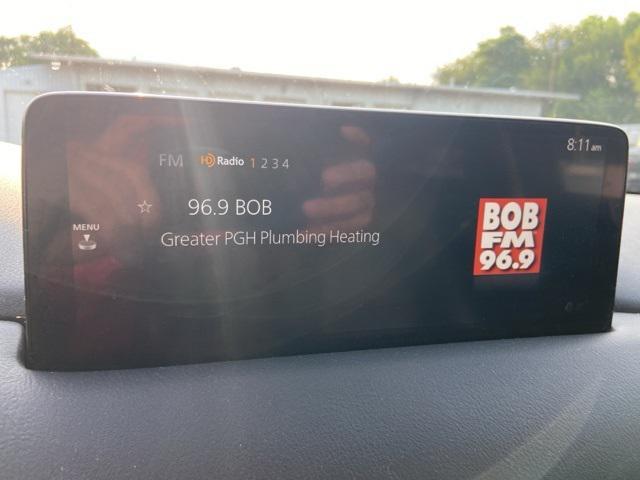 8:11 am
FM HD Radio 1 2 3 4
96.9 BOB
Greater PGH Plumbing Heating
MENU
BOB
FM
96.9